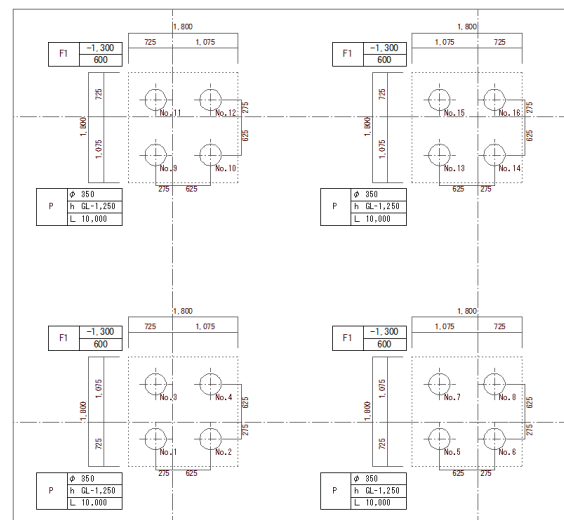 1,800
725 1,075
F1 -1,300
600
725
1,075
1,800
No.11 No.12
No.9 No.10
275
625
275 625
P φ 350
h GL-1,250
L 10,000
1,800
1,075 725
F1 -1,300
600
725
1,075
1,800
No.15 No.16
No.13 No.14
275
625
625 275
P φ 350
h GL-1,250
L 10,000
1,800
725 1,075
F1 -1,300
600
1,075
725
1,800
No.3 No.4
No.1 No.2
625
275
275 625
P φ 350
h GL-1,250
L 10,000
1,800
1,075 725
F1 -1,300
600
1,075
725
1,800
No.7 No.8
No.5 No.6
625
275
625 275
P φ 350
h GL-1,250
L 10,000